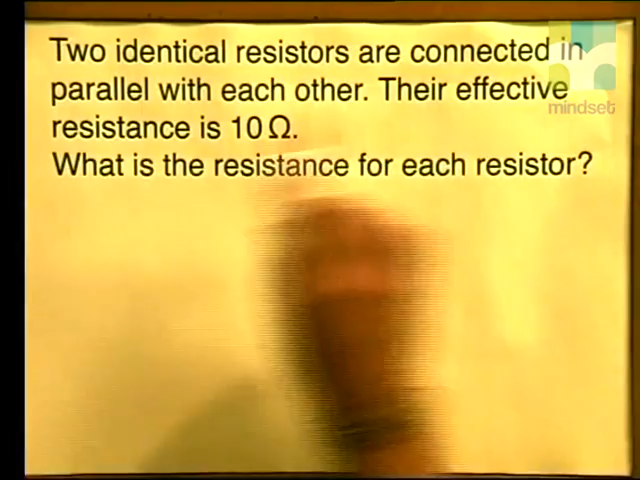 Two identical resistors are connected in
parallel with each other. Their effective
resistance is 10 Ω.
What is the resistance for each resistor?
mindset